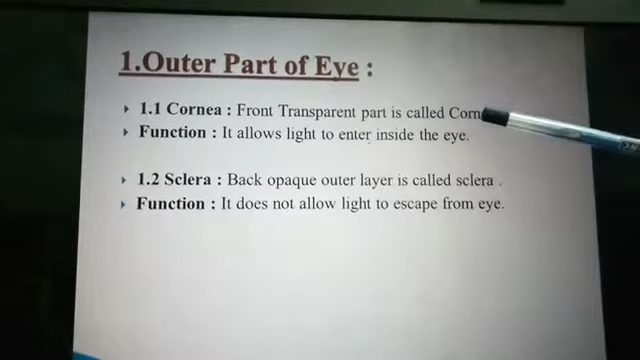 1.Outer Part of Eye :
1.1 Cornea : Front Transparent part is called Corn
Function : It allows light to enter inside the eye.
1.2 Sclera : Back opaque outer layer is called sclera .
Function : It does not allow light to escape from eye.